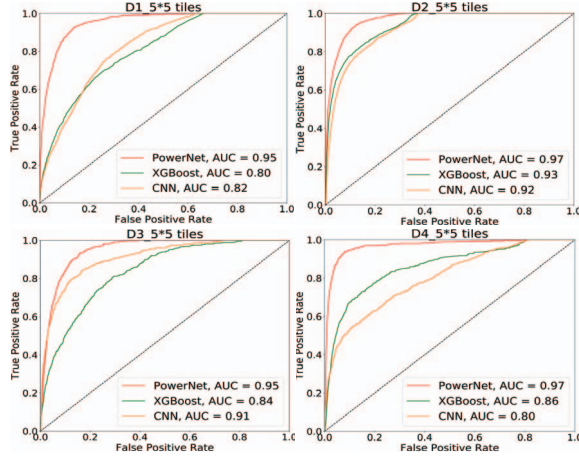 D1_5*5 tiles
True Positive Rate
1.0
0.8
0.6
0.4
0.2
0.0
PowerNet, AUC = 0.95
XGBoost, AUC = 0.80
CNN, AUC = 0.82
0.0 0.2 0.4 0.6 0.8 1.0
False Positive Rate
D2_5*5 tiles
True Positive Rate
1.0
0.8
0.6
0.4
0.2
0.0
PowerNet, AUC = 0.97
XGBoost, AUC = 0.93
CNN, AUC = 0.92
0.0 0.2 0.4 0.6 0.8 1.0
False Positive Rate
D3_5*5 tiles
True Positive Rate
1.0
0.8
0.6
0.4
0.2
0.0
PowerNet, AUC = 0.95
XGBoost, AUC = 0.84
CNN, AUC = 0.91
0.0 0.2 0.4 0.6 0.8 1.0
False Positive Rate
D4_5*5 tiles
True Positive Rate
1.0
0.8
0.6
0.4
0.2
0.0
PowerNet, AUC = 0.97
XGBoost, AUC = 0.86
CNN, AUC = 0.80
0.0 0.2 0.4 0.6 0.8 1.0
False Positive Rate